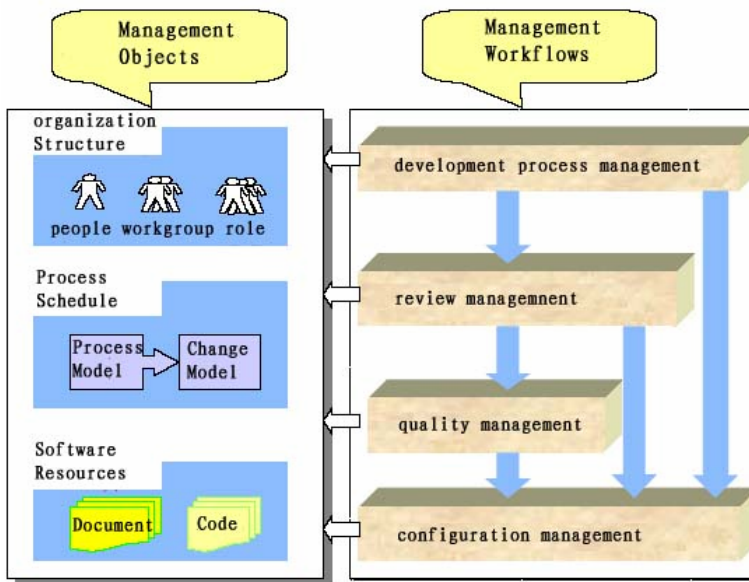 Management
Objects
Management
Workflows
organization
Structure
people workgroup role
Process
Schedule
Process
Model
Change
Model
Software
Resources
Document
Code
development process management
review managemnent
quality management
configuration management